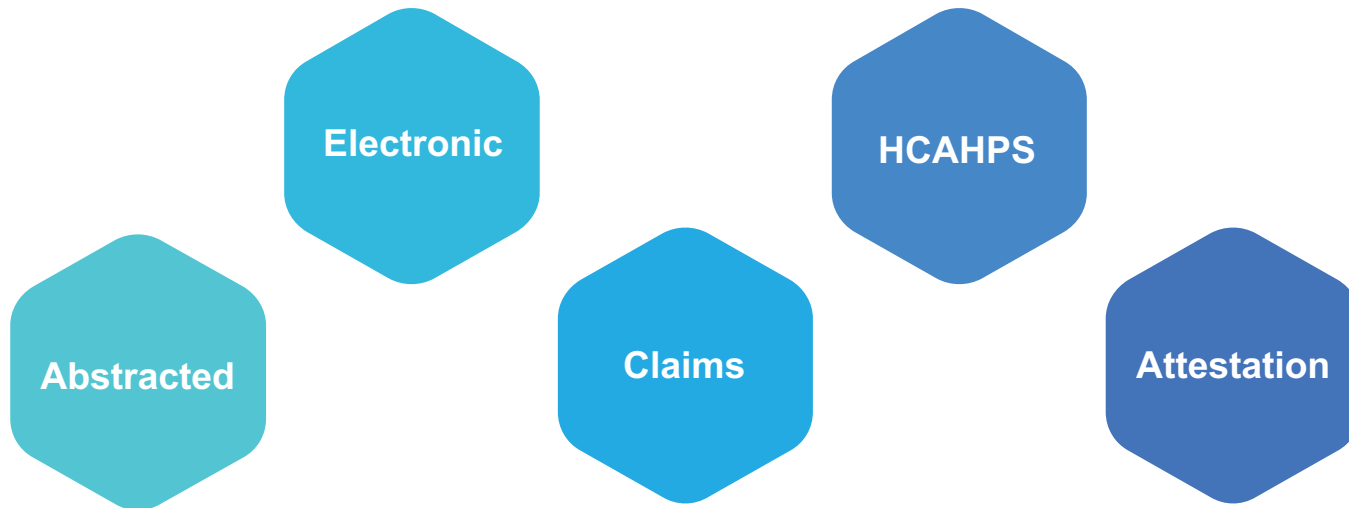 Abstracted
Electronic
Claims
HCAHPS
Attestation